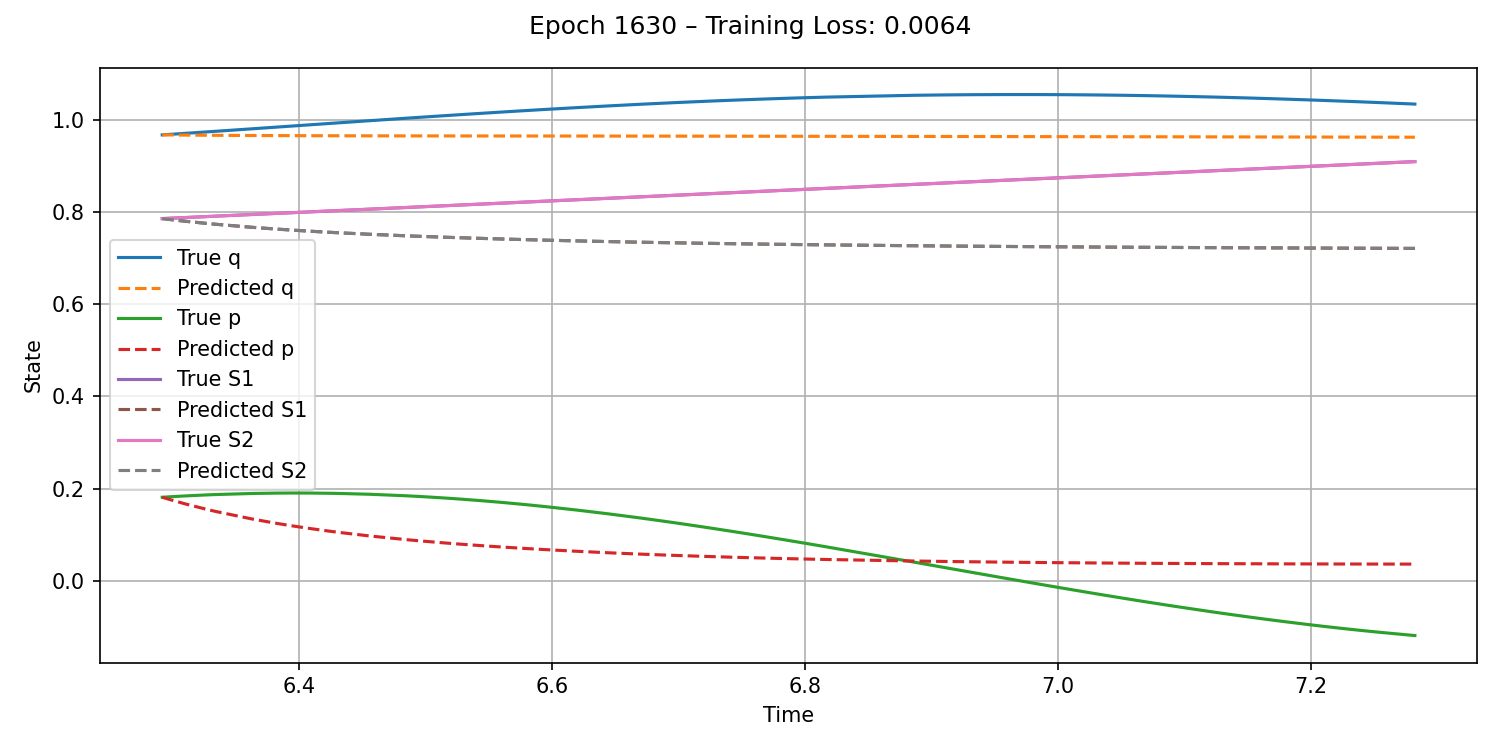 Epoch 1630 – Training Loss: 0.0064
1.0
0.8
0.6
0.4
0.2
0.0
State
True q
Predicted q
True p
Predicted p
True S1
Predicted S1
True S2
Predicted S2
6.4
6.6
6.8
7.0
7.2
Time